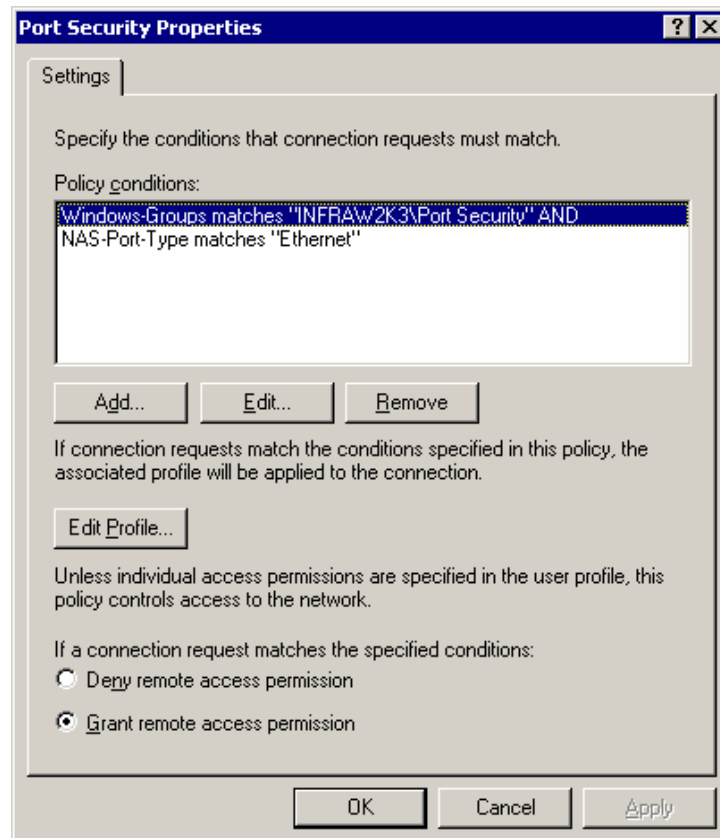 Port Security Properties
Settings
Specify the conditions that connection requests must match.
Policy conditions:
Windows-Groups matches "INFRAW2K3\Port Security" AND
NAS-Port-Type matches "Ethernet"
Add... Edit... Remove
If connection requests match the conditions specified in this policy, the
associated profile will be applied to the connection.
Edit Profile...
Unless individual access permissions are specified in the user profile, this
policy controls access to the network.
If a connection request matches the specified conditions:
Deny remote access permission
Grant remote access permission
OK Cancel Apply